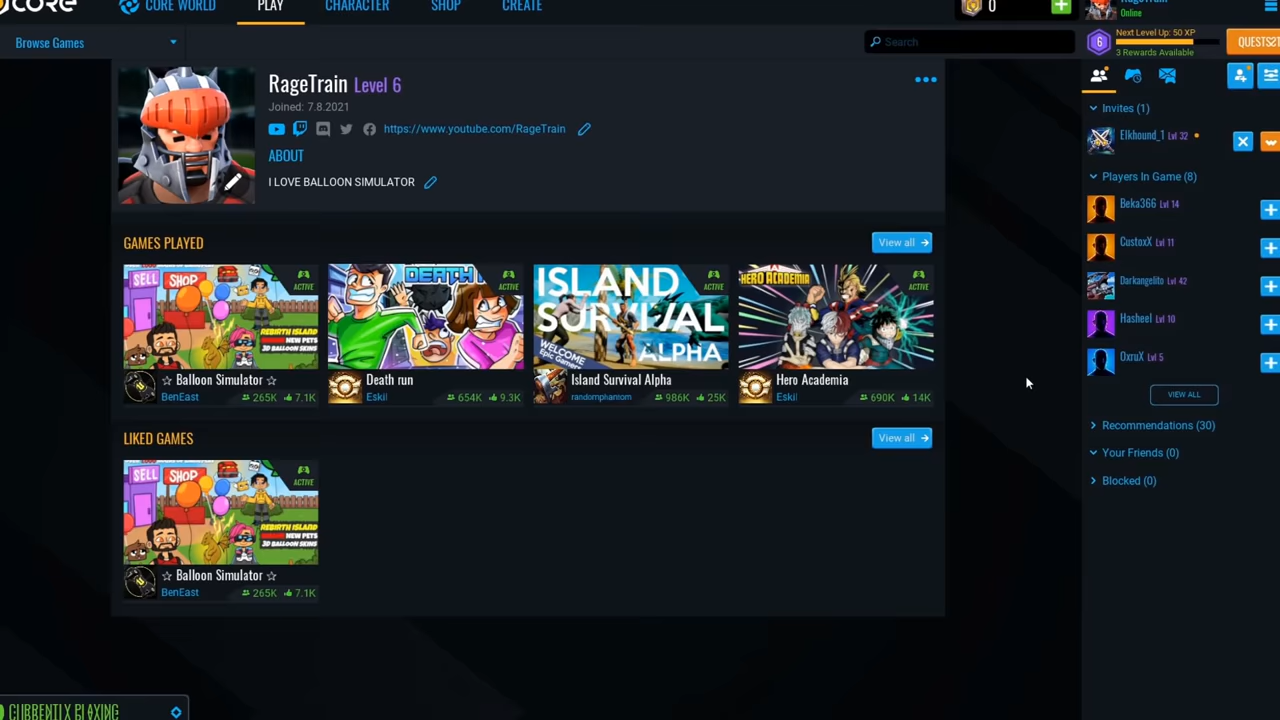 CORE
CORE WORLD
PLAY
CHARACTER
SHOP
CREATE
0
RageTrain
Online
Browse Games
Search
6
Next Level Up: 50 XP
3 Rewards Available
QUESTS
RageTrain Level 6
Joined: 7.8.2021
https://www.youtube.com/RageTrain
ABOUT
I LOVE BALLOON SIMULATOR
GAMES PLAYED
View all →
SELL
SHOP
REBIRTH ISLAND
NEW PETS
3D BALLOON SKINS
ACTIVE
☆ Balloon Simulator ☆
BenEast
265K
7.1K
DEATH
ACTIVE
Death run
Eskil
654K
9.3K
ISLAND
SURVIVAL
ALPHA
WELCOME
Epic Gamer
ACTIVE
Island Survival Alpha
randomphantom
986K
25K
HERO ACADEMIA
ACTIVE
Hero Academia
Eskil
690K
14K
LIKED GAMES
View all →
SELL
SHOP
REBIRTH ISLAND
NEW PETS
3D BALLOON SKINS
ACTIVE
☆ Balloon Simulator ☆
BenEast
265K
7.1K
Invites (1)
Elkhound_1 Lvl 32
Players In Game (8)
Beka366 Lvl 14
CustoxX Lvl 11
Darkangelito Lvl 42
Hasheel Lvl 10
OxruX Lvl 5
VIEW ALL
Recommendations (30)
Your Friends (0)
Blocked (0)
CURRENTLY PLAYING